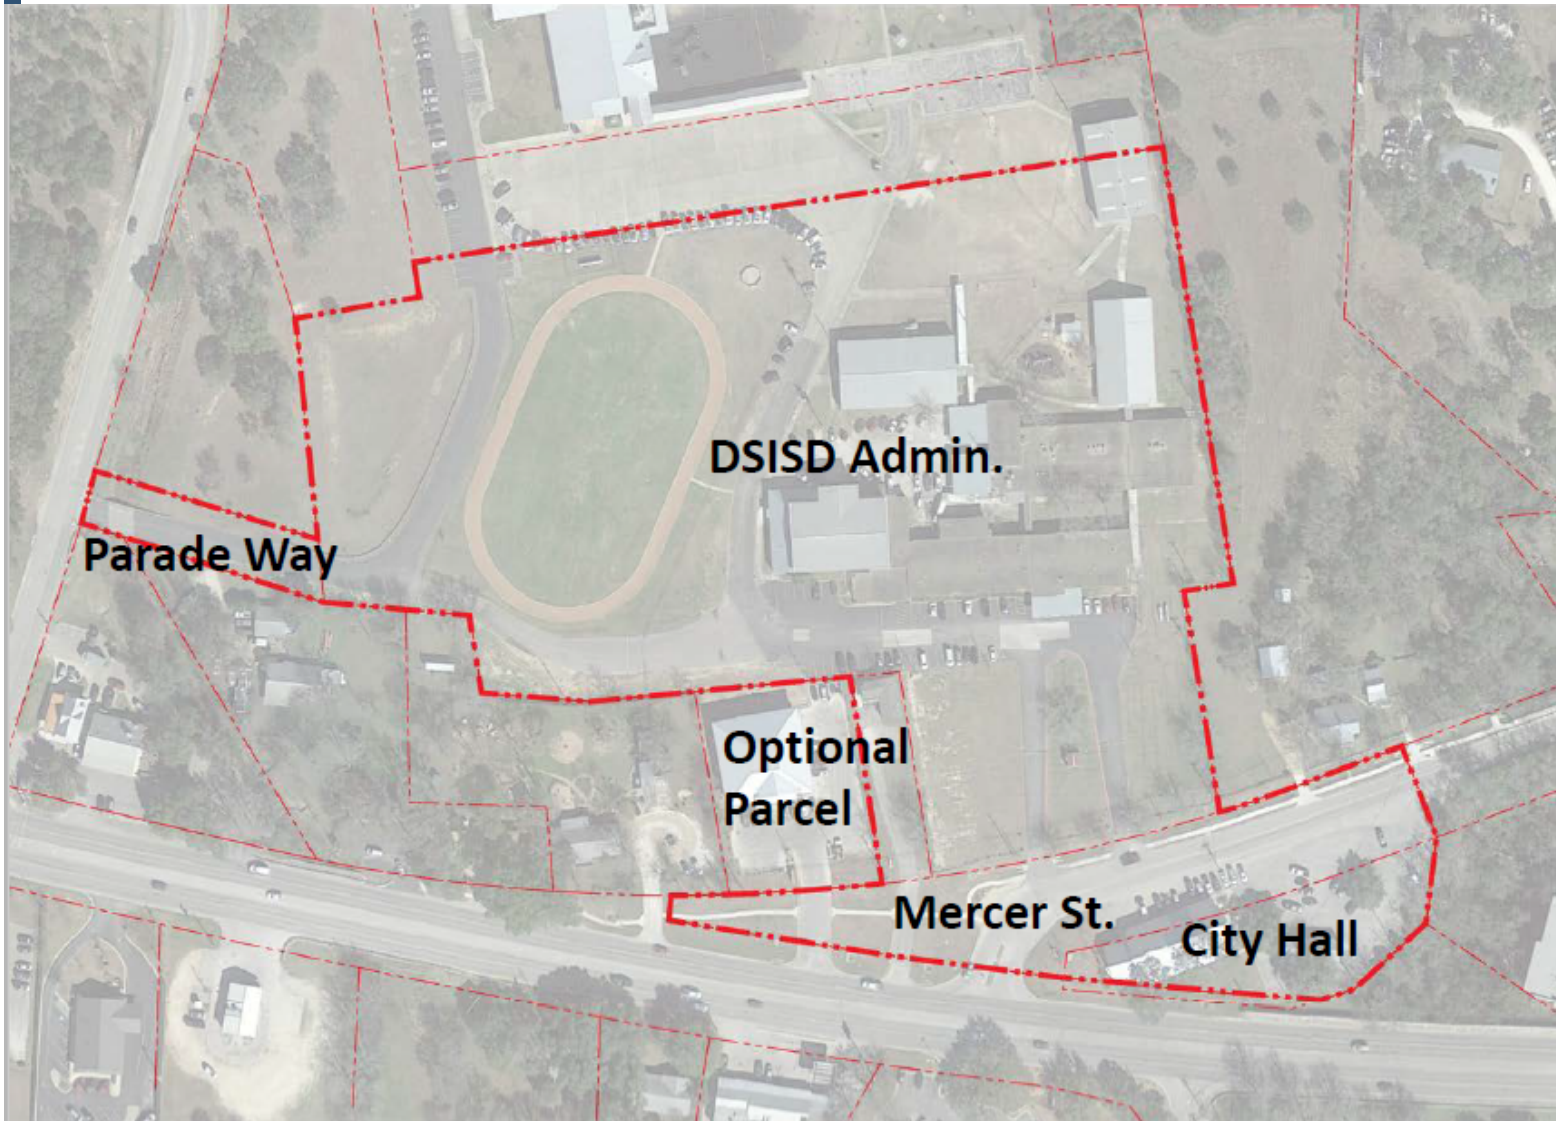 DSISD Admin.
Parade Way
Optional
Parcel
Mercer St.
City Hall